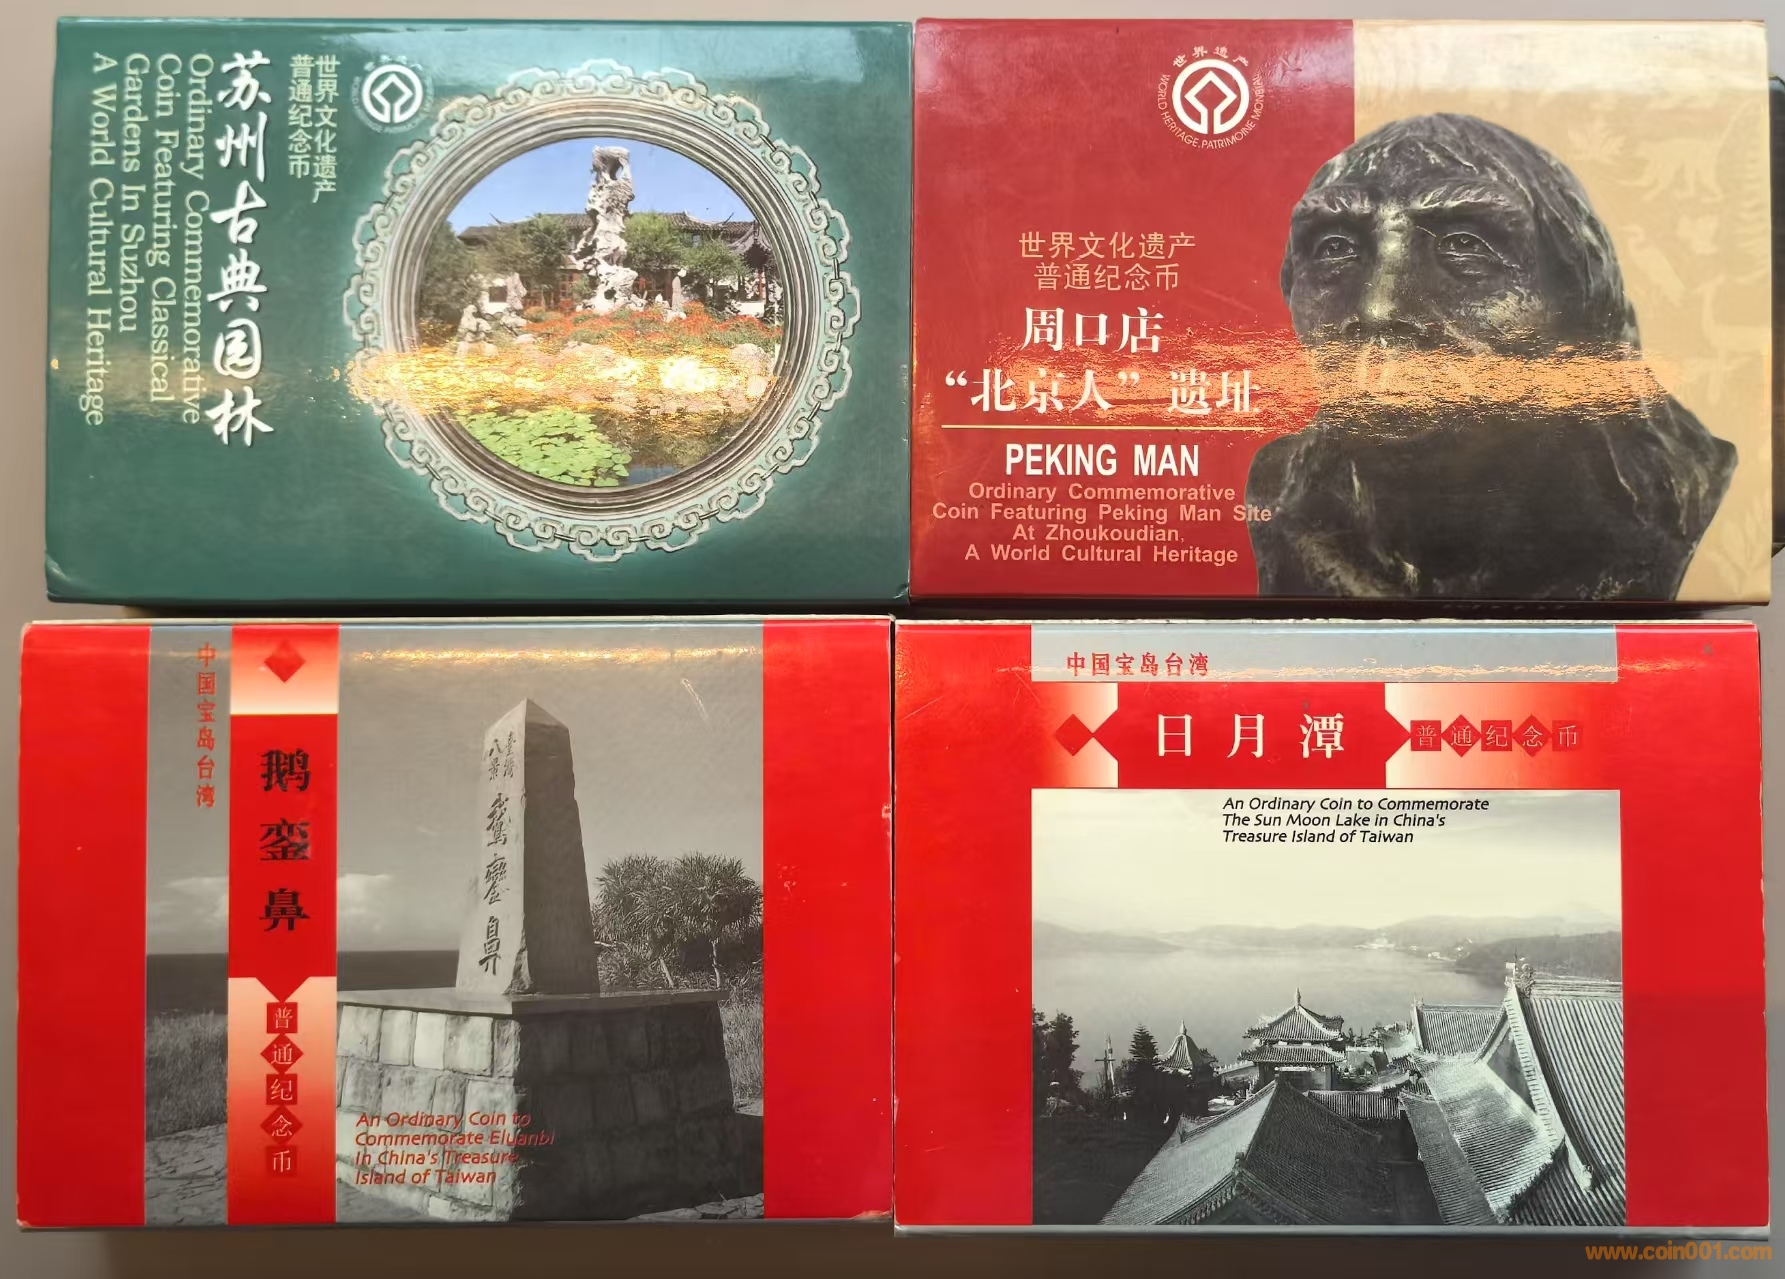 世界文化遗产
普通纪念币
苏州古典园林
Ordinary Commemorative
Coin Featuring Classical
Gardens In Suzhou
A World Cultural Heritage
世界遗产
WORLD HERITAGE. PATRIMOINE MONDIAL
世界文化遗产
普通纪念币
周口店
“北京人”遗址
PEKING MAN
Ordinary Commemorative
Coin Featuring Peking Man Site
At Zhoukoudian,
A World Cultural Heritage
中国宝岛台湾
鹅銮鼻
普通纪念币
臺灣
八景
鵞鑾鼻
An Ordinary Coin to
Commemorate Eluanbi
In China's Treasure
Island of Taiwan
中国宝岛台湾
日月潭
普通纪念币
An Ordinary Coin to Commemorate
The Sun Moon Lake in China's
Treasure Island of Taiwan
www.coin001.com